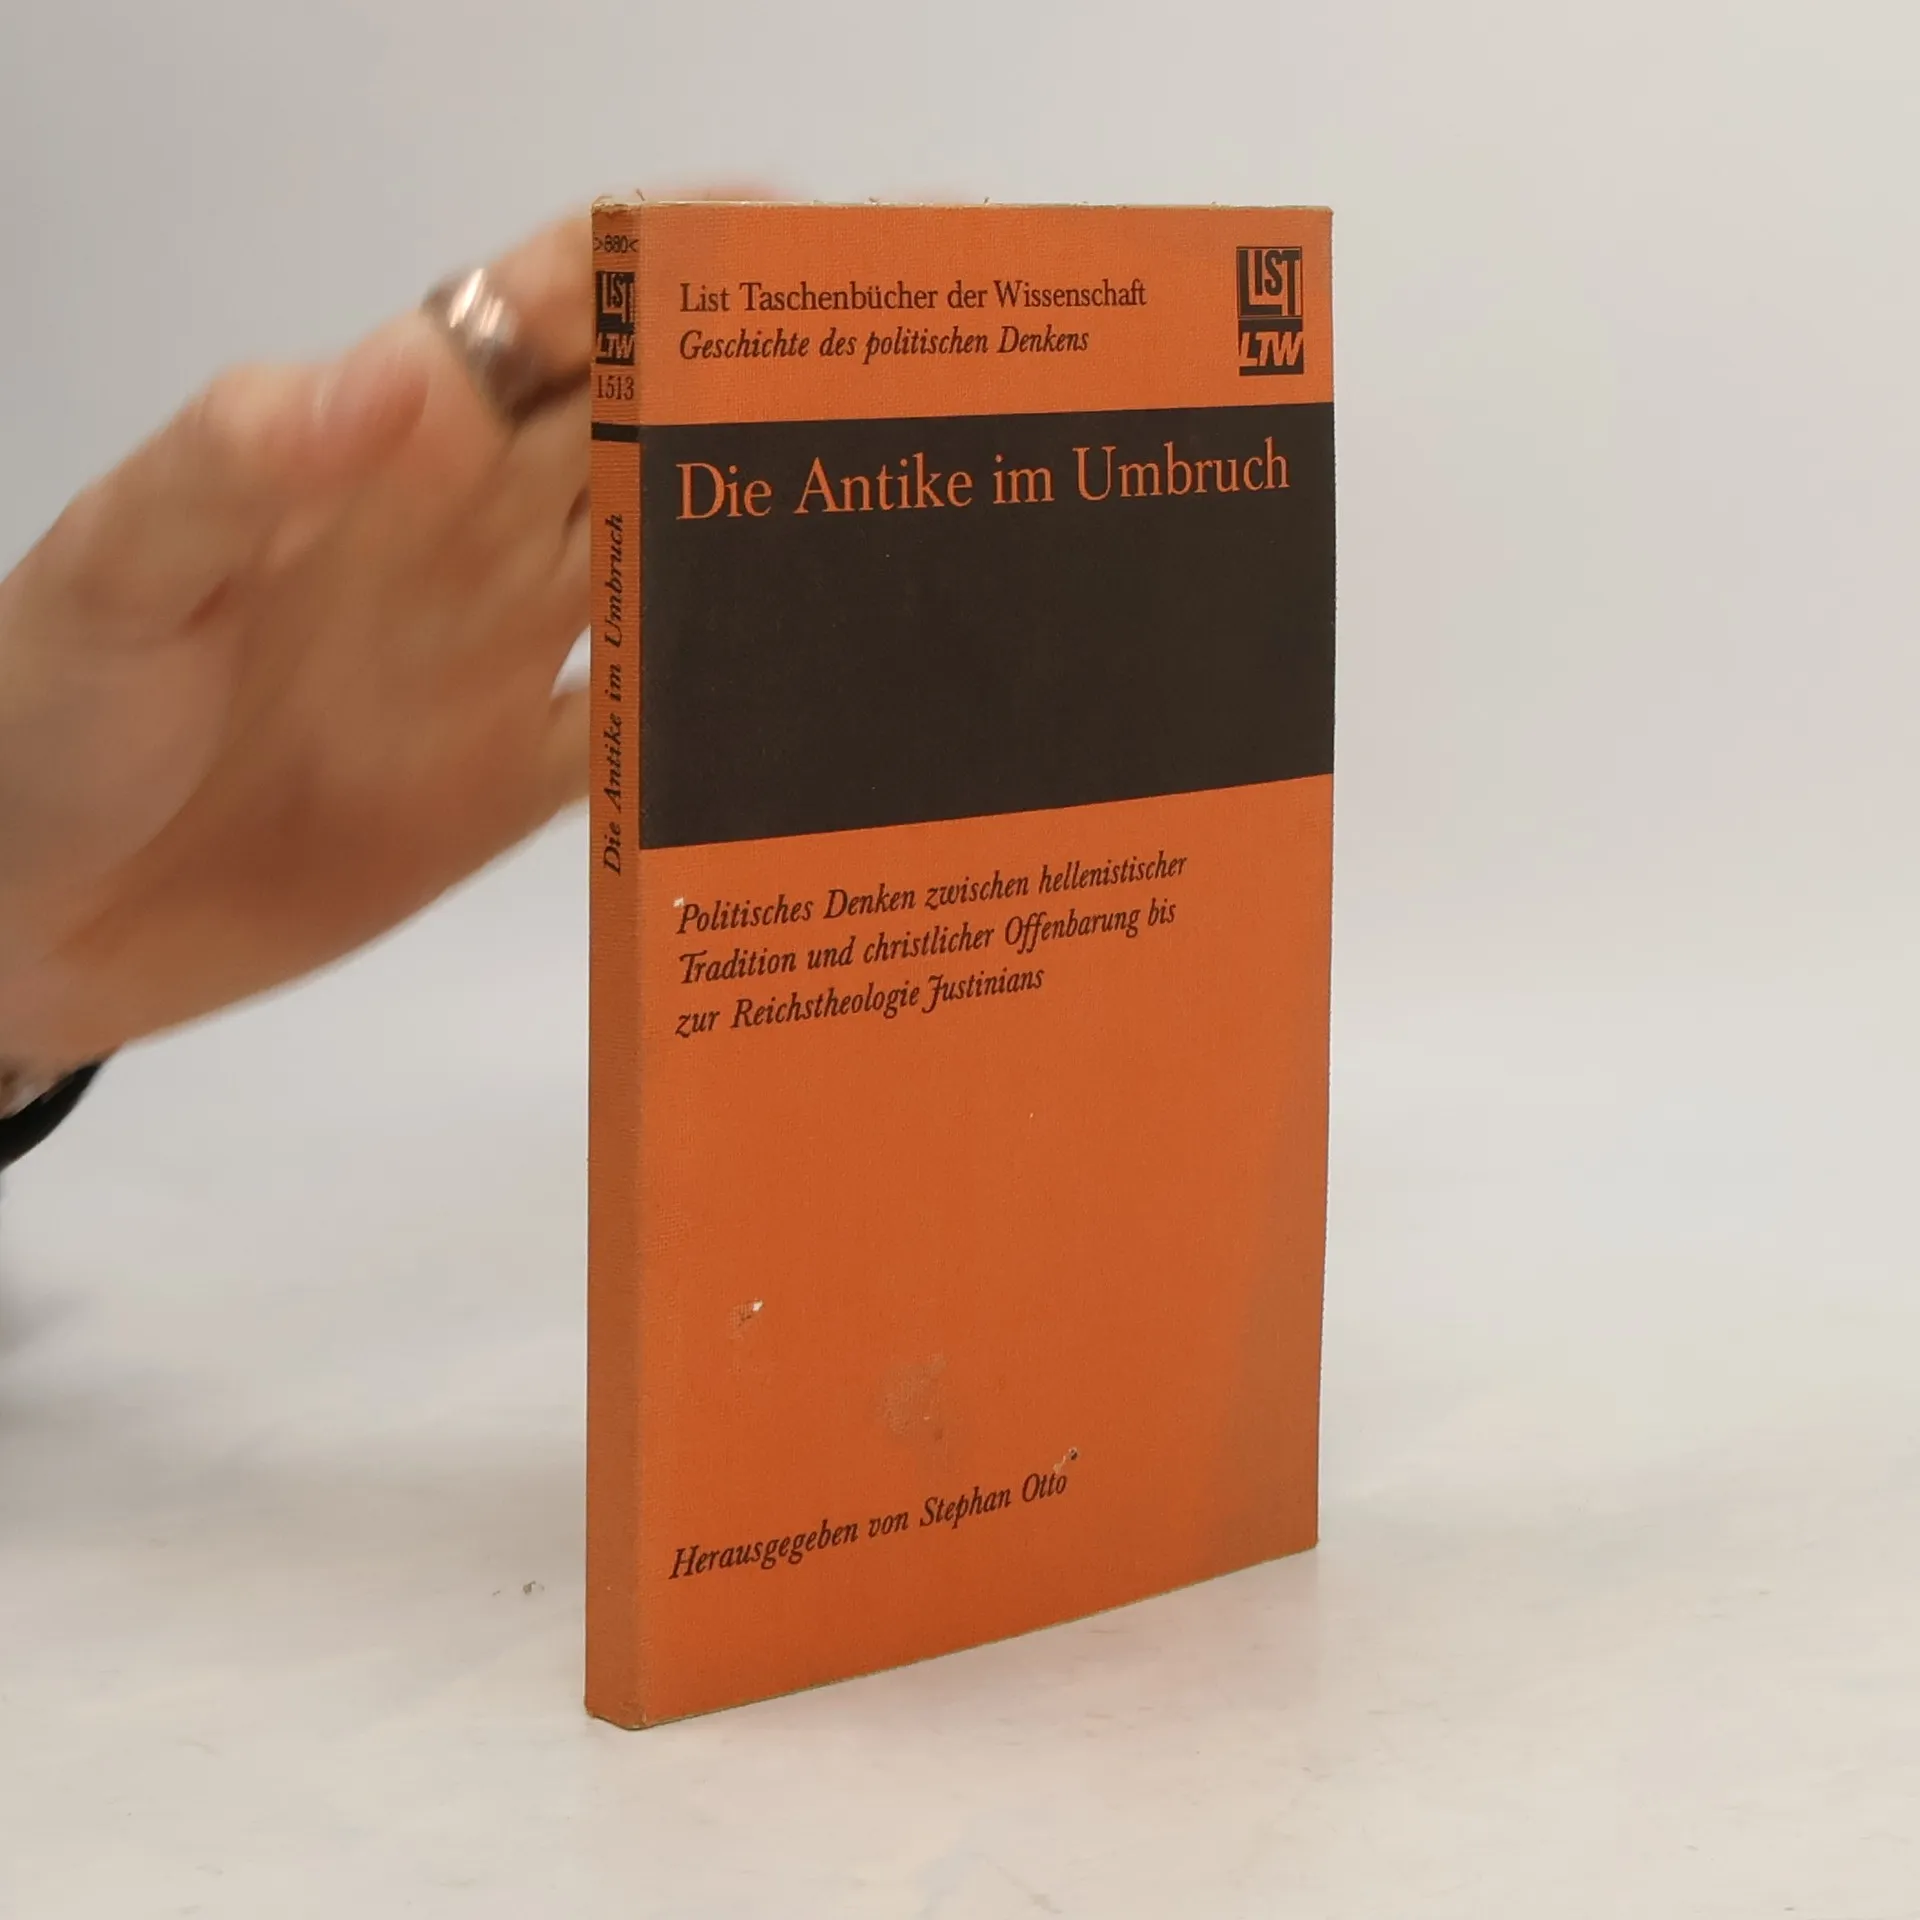 >880<
LIST
LTW
1513
Die Antike im Umbruch
List Taschenbücher der Wissenschaft
Geschichte des politischen Denkens
LIST
LTW
Die Antike im Umbruch
Politisches Denken zwischen hellenistischer
Tradition und christlicher Offenbarung bis
zur Reichstheologie Justinians
Herausgegeben von Stephan Otto